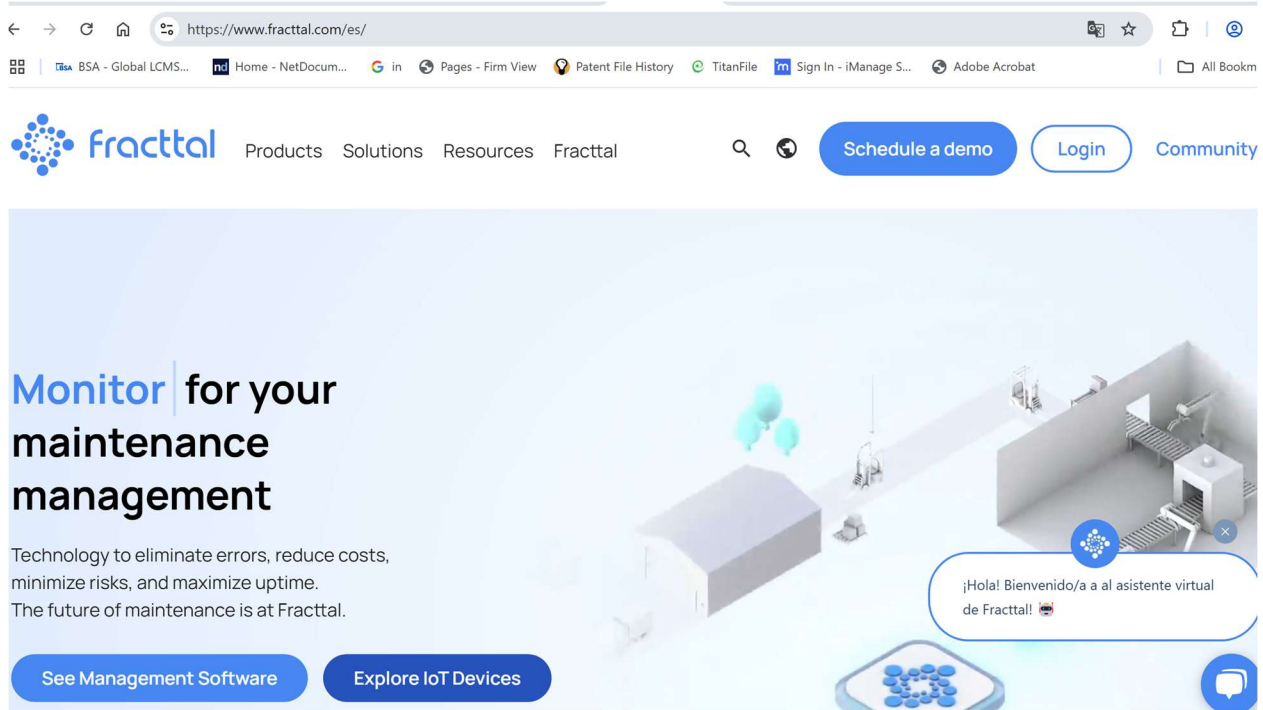 https://www.fracttal.com/es/
BSA BSA - Global LCMS... nd Home - NetDocum... G in Pages - Firm View Patent File History TitanFile m Sign In - iManage S... Adobe Acrobat All Bookm
fracttal Products Solutions Resources Fracttal Schedule a demo Login Community
Monitor for your
maintenance
management
Technology to eliminate errors, reduce costs,
minimize risks, and maximize uptime.
The future of maintenance is at Fracttal.
¡Hola! Bienvenido/a a al asistente virtual
de Fracttal!
See Management Software Explore IoT Devices